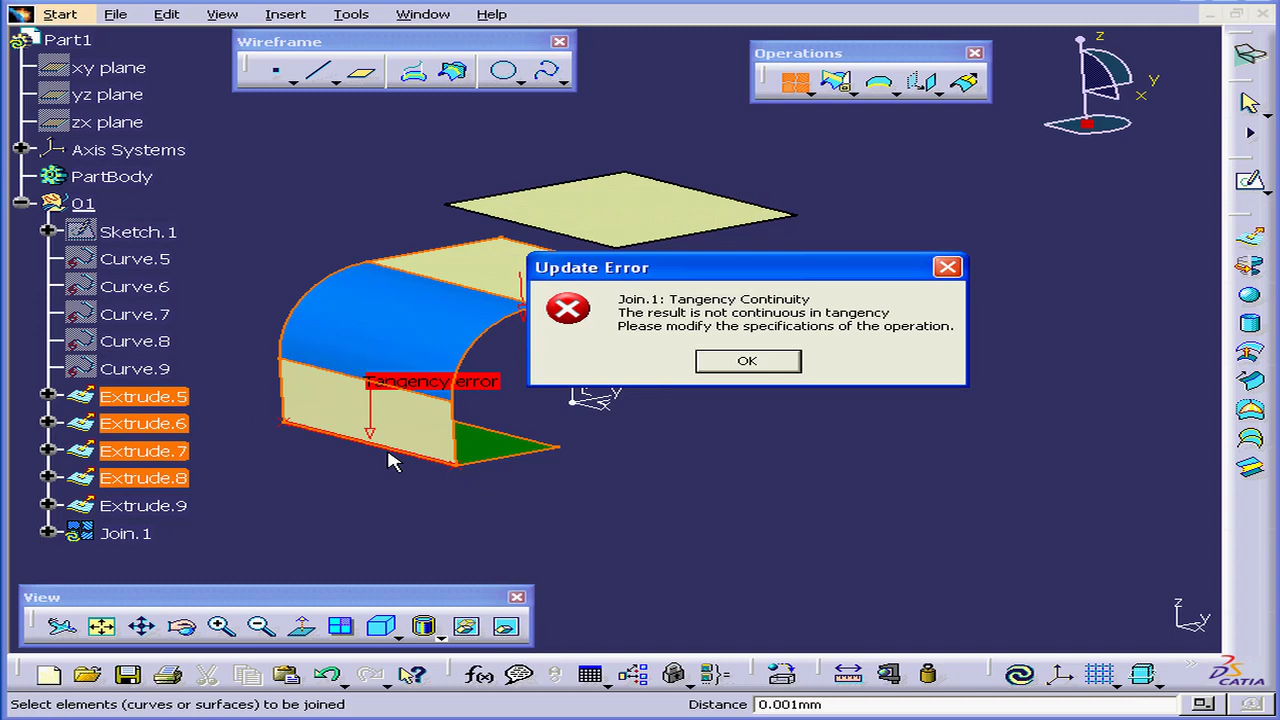 Start File Edit View Insert Tools Window Help
Part1
xy plane
yz plane
zx plane
Axis Systems
PartBody
01
Sketch.1
Curve.5
Curve.6
Curve.7
Curve.8
Curve.9
Extrude.5
Extrude.6
Extrude.7
Extrude.8
Extrude.9
Join.1
Wireframe
Operations
z
y
x
Update Error
Join.1: Tangency Continuity
The result is not continuous in tangency
Please modify the specifications of the operation.
OK
Tangency error
y
x
View
z
y
x
f(x)
CATIA
Select elements (curves or surfaces) to be joined
Distance 0.001mm